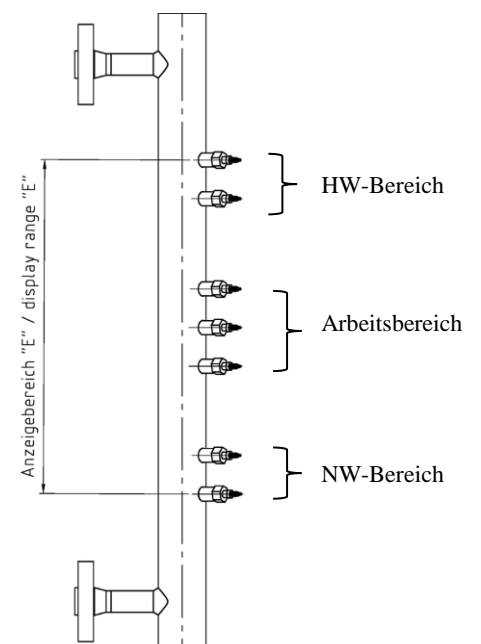 HW-Bereich
Anzeigebereich "E" / display range "E"
Arbeitsbereich
NW-Bereich